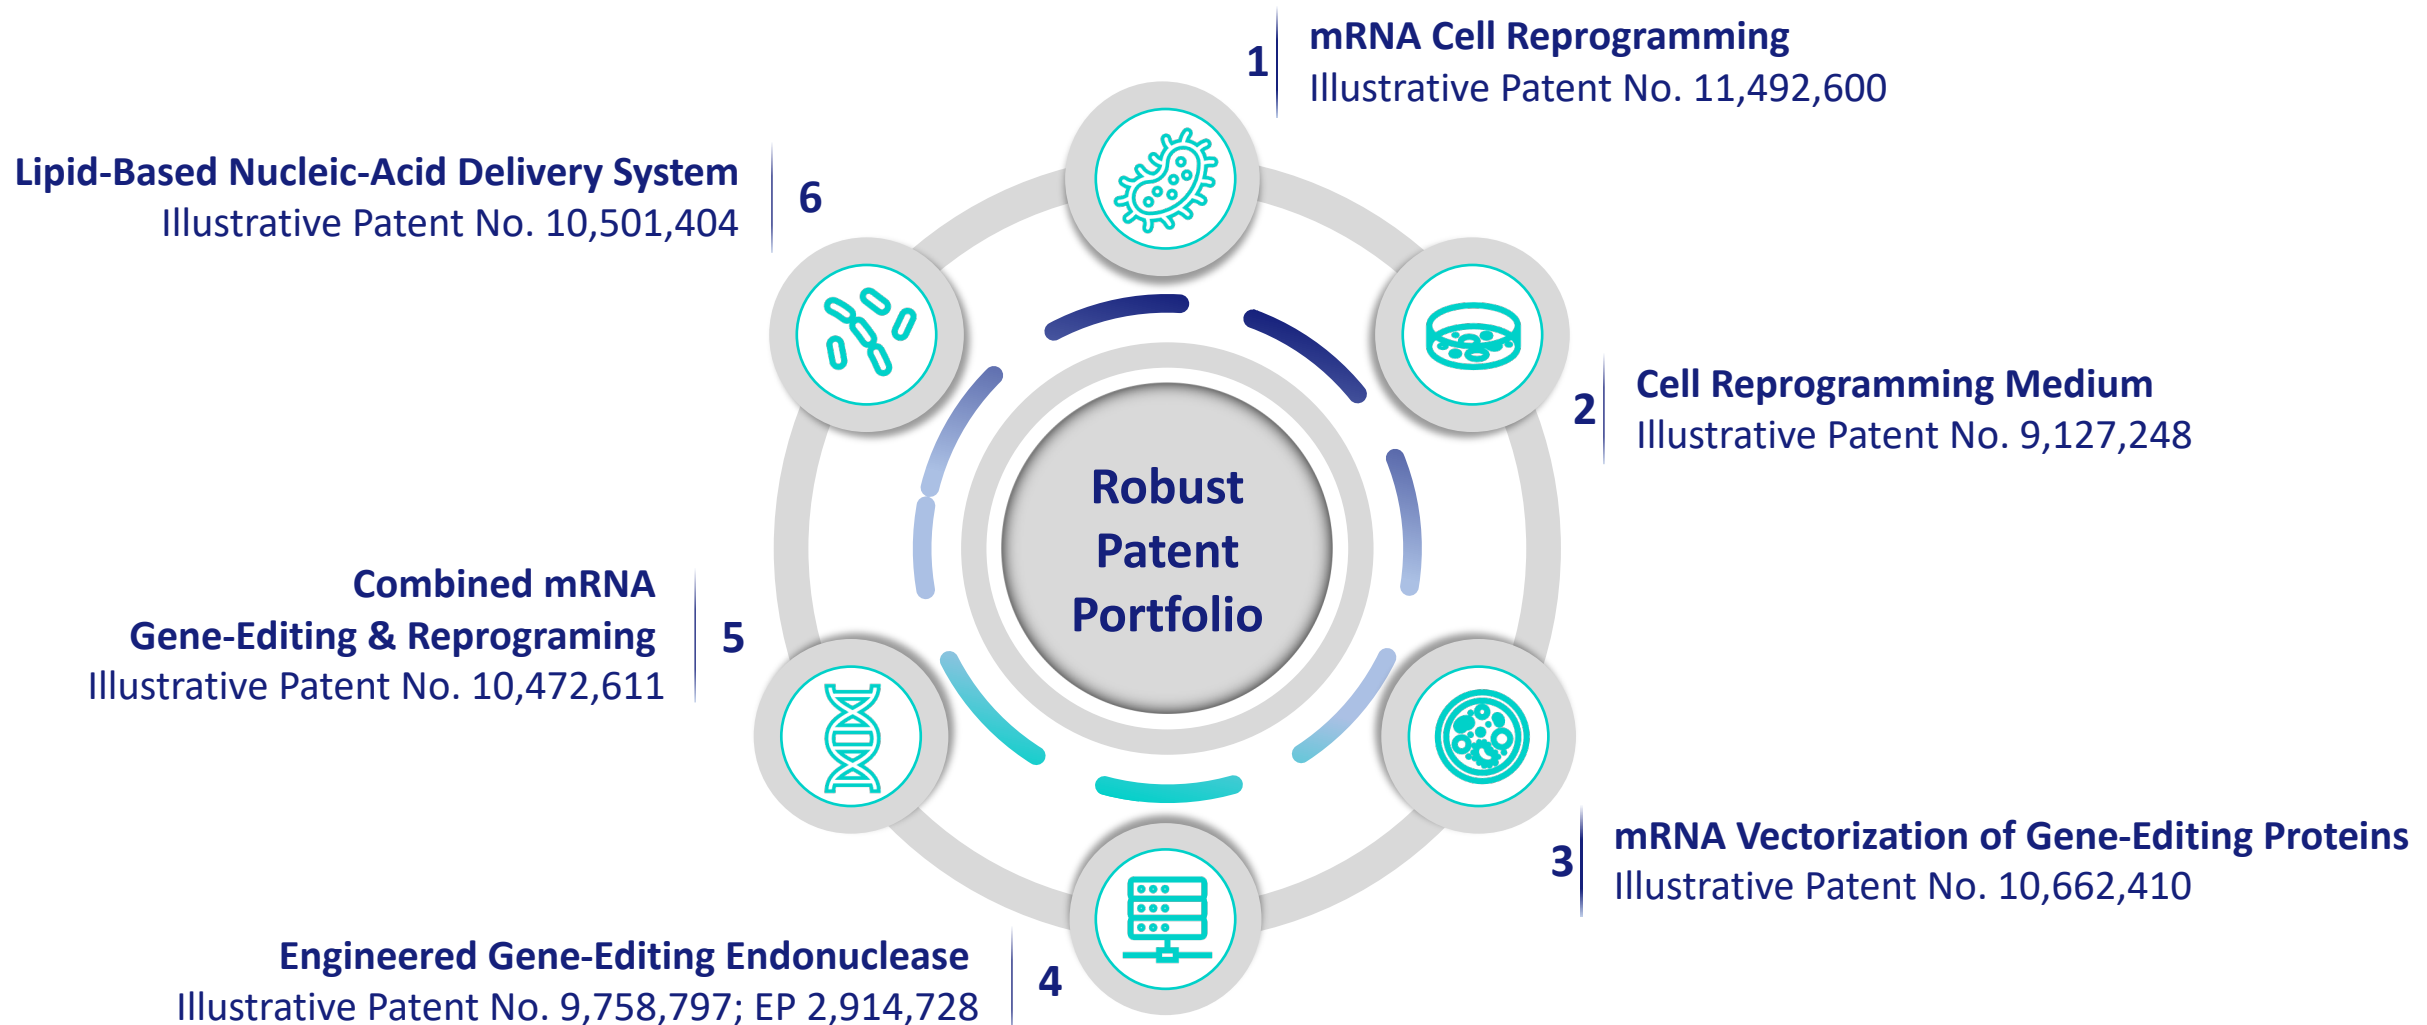 1
mRNA Cell Reprogramming
Illustrative Patent No. 11,492,600
2
Cell Reprogramming Medium
Illustrative Patent No. 9,127,248
3
mRNA Vectorization of Gene-Editing Proteins
Illustrative Patent No. 10,662,410
4
Engineered Gene-Editing Endonuclease
Illustrative Patent No. 9,758,797; EP 2,914,728
5
Combined mRNA
Gene-Editing & Reprograming
Illustrative Patent No. 10,472,611
6
Lipid-Based Nucleic-Acid Delivery System
Illustrative Patent No. 10,501,404
Robust
Patent
Portfolio